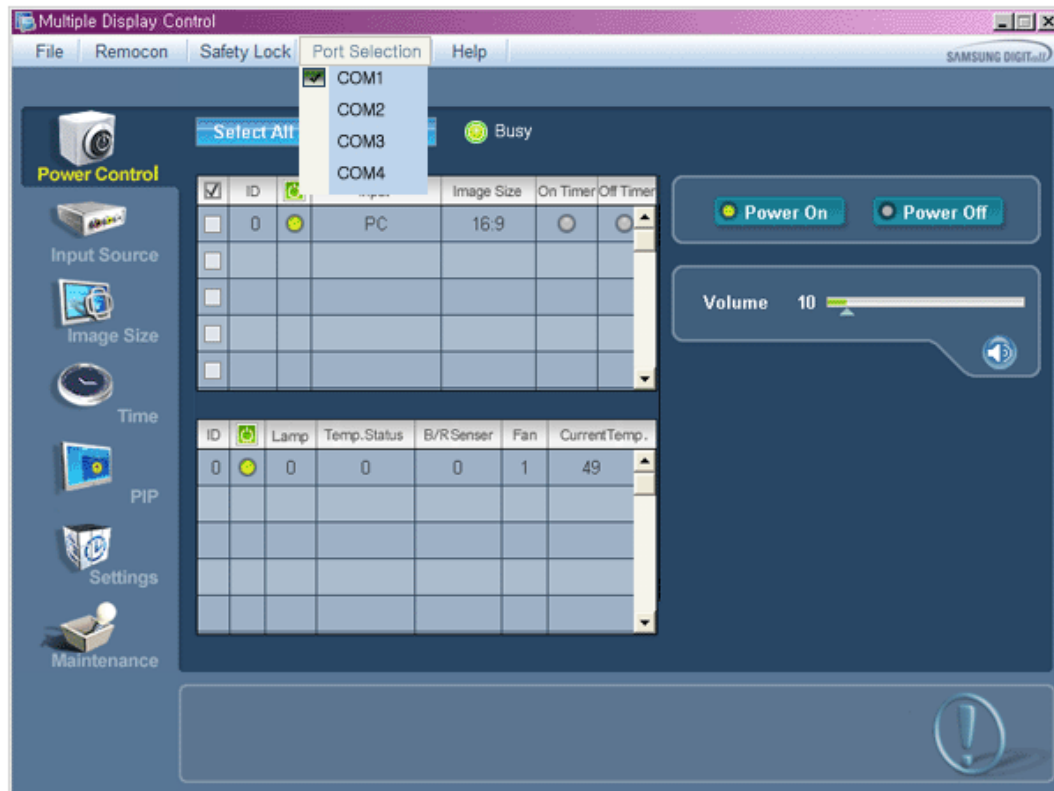 Multiple Display Control
File Remocon Safety Lock Port Selection Help
SAMSUNG DIGITall
COM1
COM2
COM3
COM4
Select All
Busy
Power Control
Input Source
Image Size
Time
PIP
Settings
Maintenance
ID Image Size On Timer Off Timer
0 PC 16:9
ID Lamp Temp.Status B/RSenser Fan CurrentTemp.
0 0 0 0 1 49
Power On Power Off
Volume 10